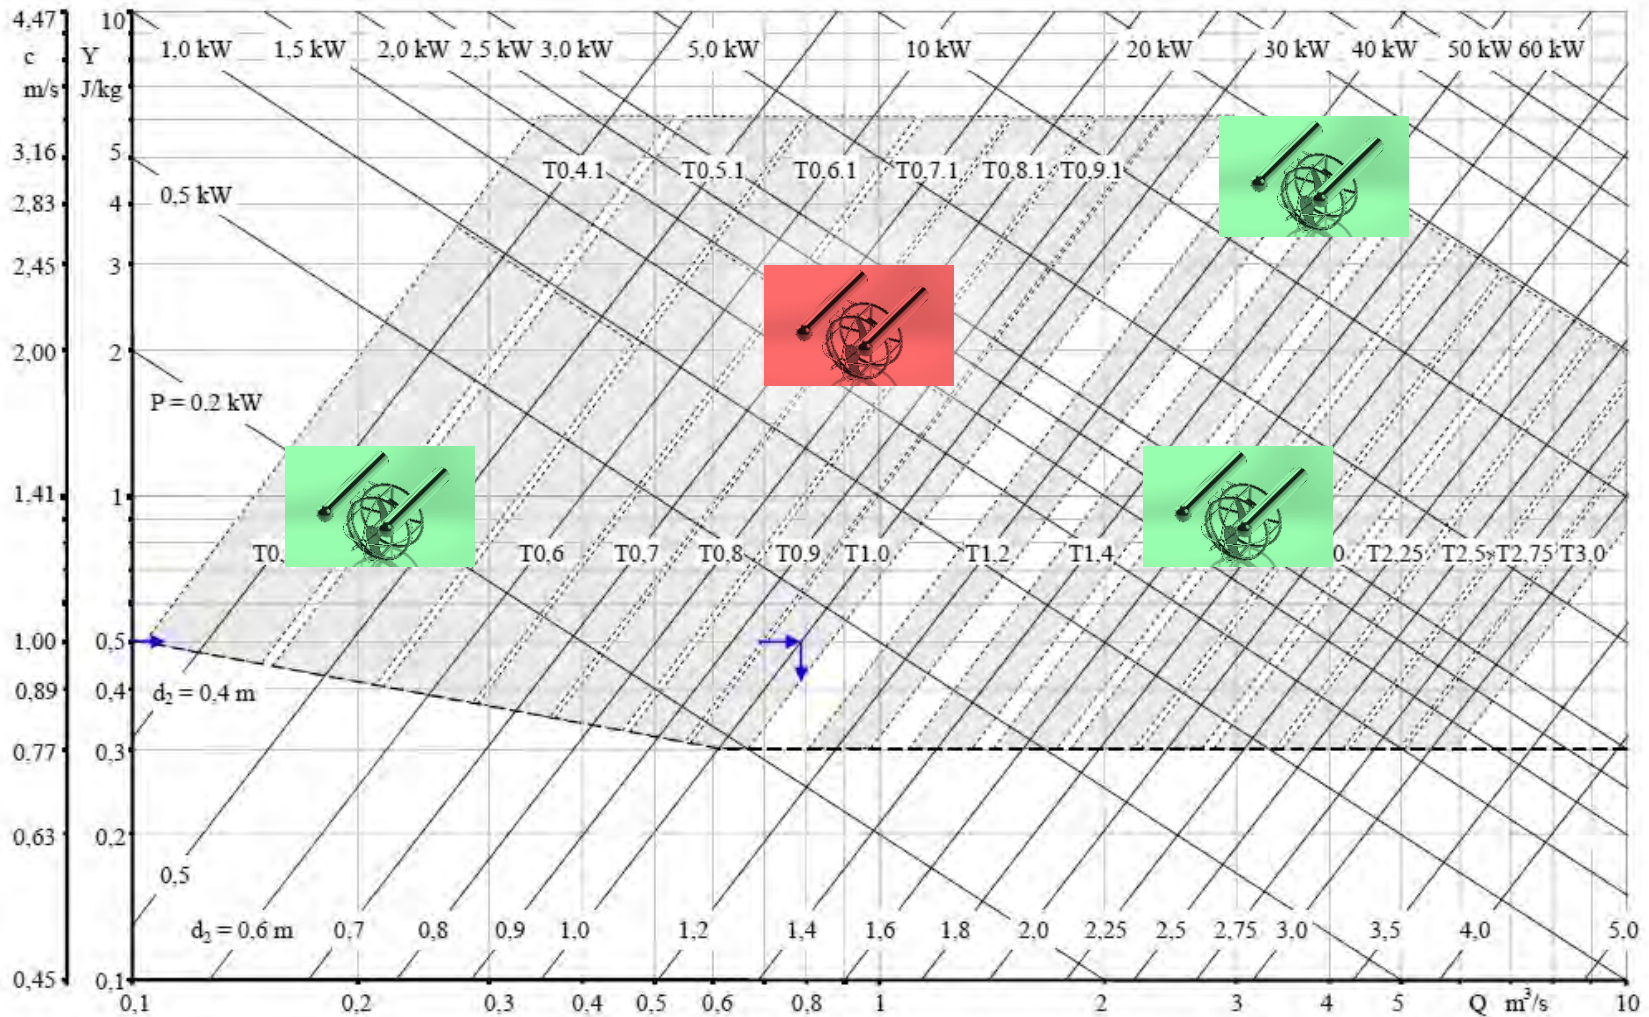 4,47 10
c Y 1,0 kW 1,5 kW 2,0 kW 2,5 kW 3,0 kW 5,0 kW 10 kW 20 kW 30 kW 40 kW 50 kW 60 kW
m/s J/kg
3,16 5 T0.4.1 T0.5.1 T0.6.1 T0.7.1 T0.8.1 T0.9.1
2,83 4 0,5 kW
2,45 3
2,00 2
P = 0.2 kW
1,41 1
T0. T0.6 T0.7 T0.8 T0.9 T1.0 T1.2 T1.4 0 T2.25 T2.5 T2.75 T3.0
1.00 0,5
0,89 0,4 d₂ = 0,4 m
0.77 0,3
0,63 0,2
0,5
d₂ = 0,6 m 0,7 0,8 0,9 1,0 1,2 1,4 1,6 1,8 2,0 2,25 2,5 2,75 3.0 3,5 4,0 5.0
0,45 0.1
0,1 0,2 0,3 0,4 0,5 0,6 0,8 1 2 3 4 5 Q m³/s 10